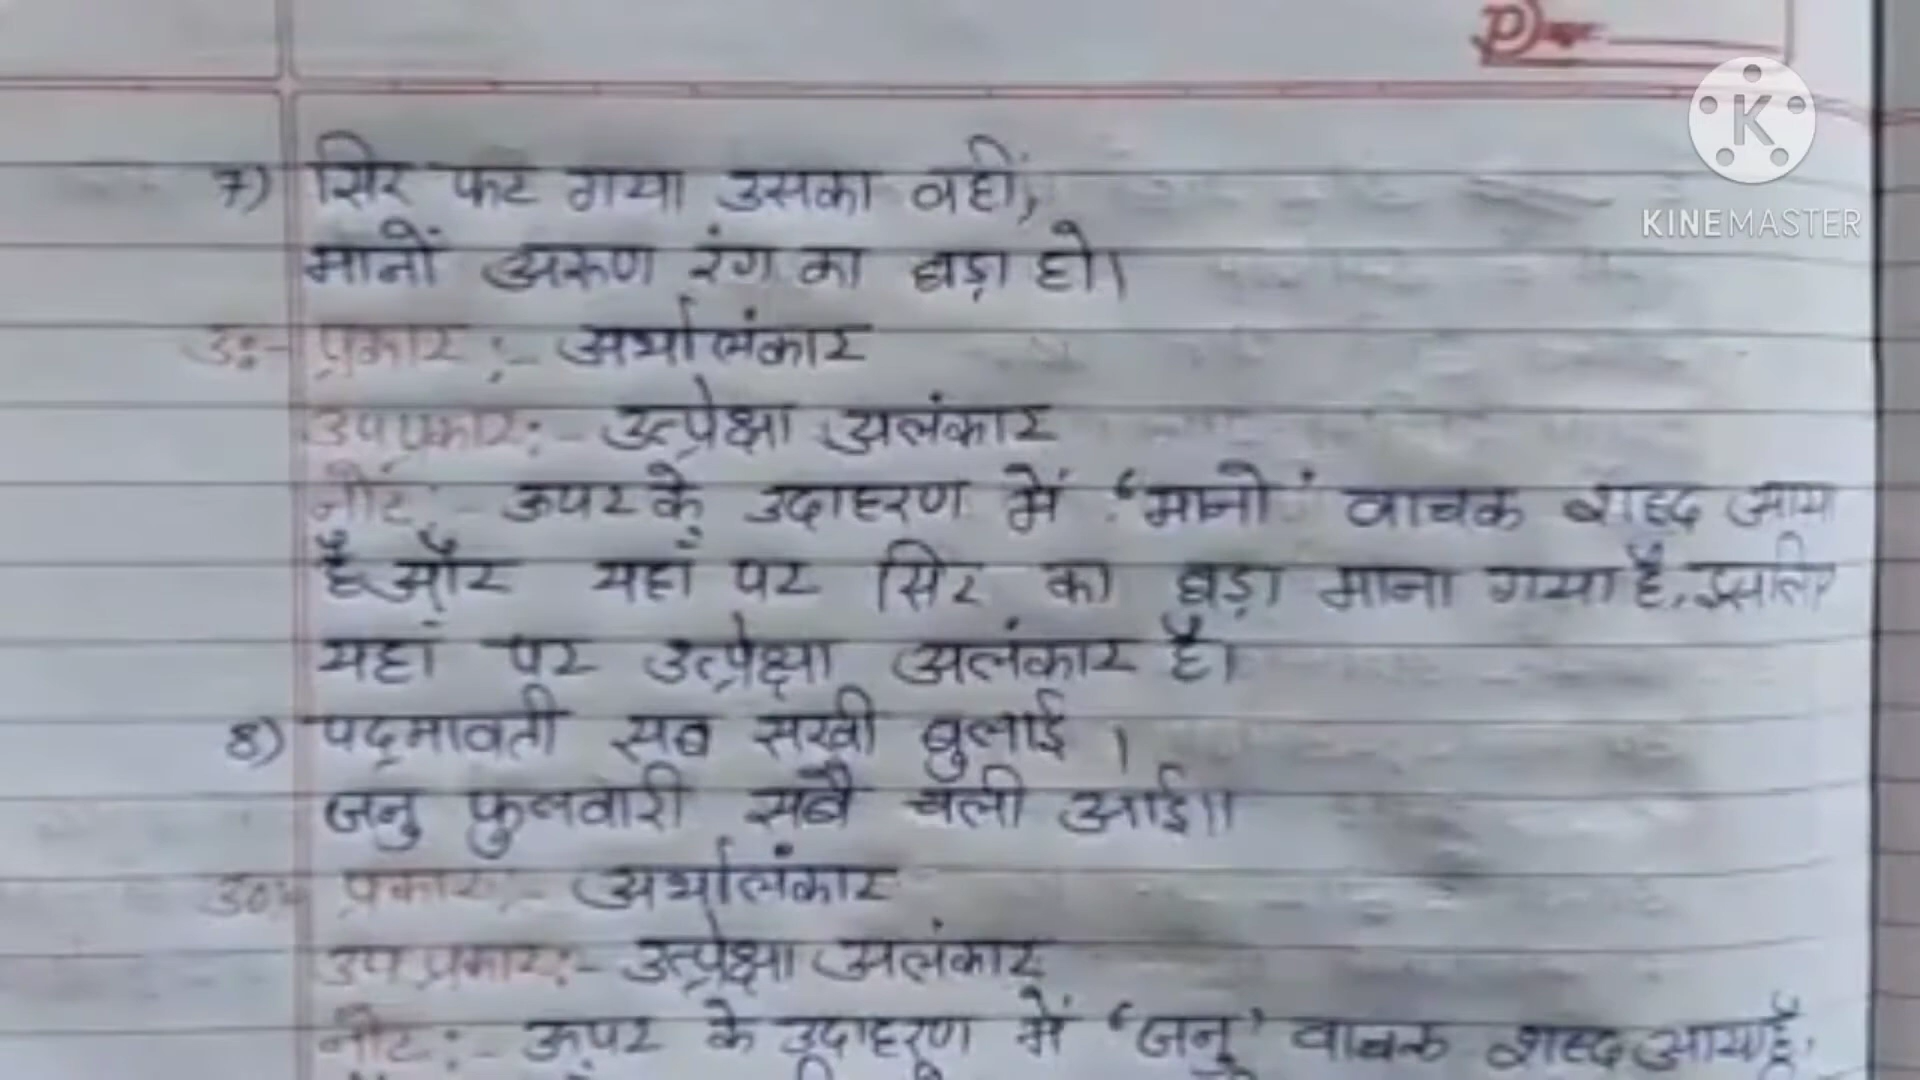 KINEMASTER
7) सिर फट गया उसका वहीं,
मानों अरुण रंग का घड़ा हो।
उ:- प्रकार :- अर्थालंकार
उपप्रकार:- उत्प्रेक्षा अलंकार
नोट :- ऊपर के उदाहरण में 'मानो' वाचक शब्द आया
है और यहाँ पर सिर का घड़ा माना गया है, इसलिए
यहां पर उत्प्रेक्षा अलंकार है।
8) पद्मावती सब सखी बुलाई ।
जनु फुलवारी सबै चली आई॥
उ०:- प्रकार:- अर्थालंकार
उप प्रकार:- उत्प्रेक्षा अलंकार
नोट:- ऊपर के उदाहरण में 'जनु' वाचक शब्द आया है,